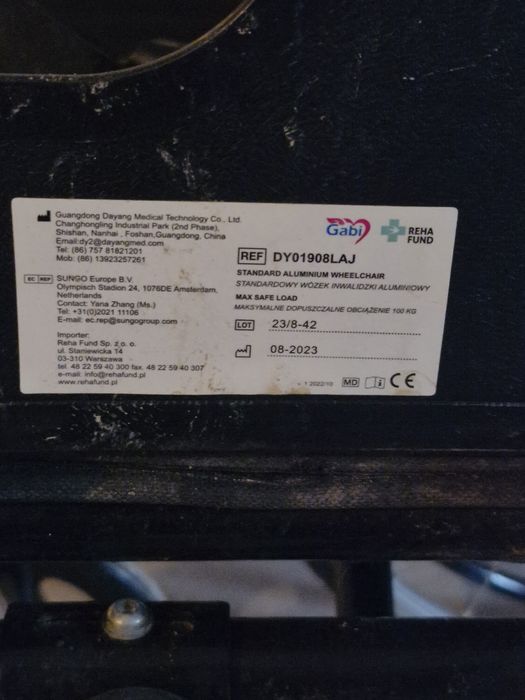 Guangdong Dayang Medical Technology Co., Ltd.
Changhongling Industrial Park (2nd Phase),
Shishan, Nanhai , Foshan,Guangdong, China
Email:dy2@dayangmed.com
Tel: (86) 757 81821201
Mob: (86) 13923257261
EC REP SUNGO Europe B.V.
Olympisch Stadion 24, 1076DE Amsterdam,
Netherlands
Contact: Yana Zhang (Ms.)
Tel: +31(0)2021 11106
E-mail: ec.rep@sungogroup.com
Importer:
Reha Fund Sp. z o. o.
ul. Staniewicka 14
03-310 Warszawa
tel. 48 22 59 40 300 fax. 48 22 59 40 307
e-mail: info@rehafund.pl
www.rehafund.pl
Gabi
REHA
FUND
REF DY01908LAJ
STANDARD ALUMINIUM WHEELCHAIR
STANDARDOWY WÓZEK INWALIDZKI ALUMINIOWY
MAX SAFE LOAD
MAKSYMALNE DOPUSZCZALNE OBCIĄŻENIE 100 KG
LOT 23/8-42
08-2023
v. 1 2022/10 MD CE